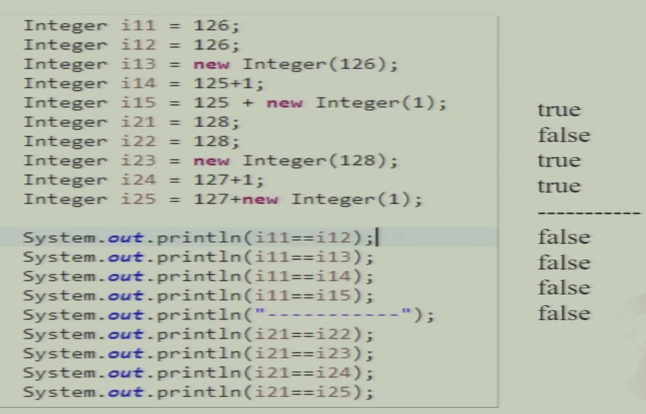 Integer i11 = 126;
Integer i12 = 126;
Integer i13 = new Integer(126);
Integer i14 = 125+1;
Integer i15 = 125 + new Integer(1);
Integer i21 = 128;
Integer i22 = 128;
Integer i23 = new Integer(128);
Integer i24 = 127+1;
Integer i25 = 127+new Integer(1);
System.out.println(i11==i12);
System.out.println(i11==i13);
System.out.println(i11==i14);
System.out.println(i11==i15);
System.out.println("-----------");
System.out.println(i21==i22);
System.out.println(i21==i23);
System.out.println(i21==i24);
System.out.println(i21==i25);
true
false
true
true
-----------
false
false
false
false